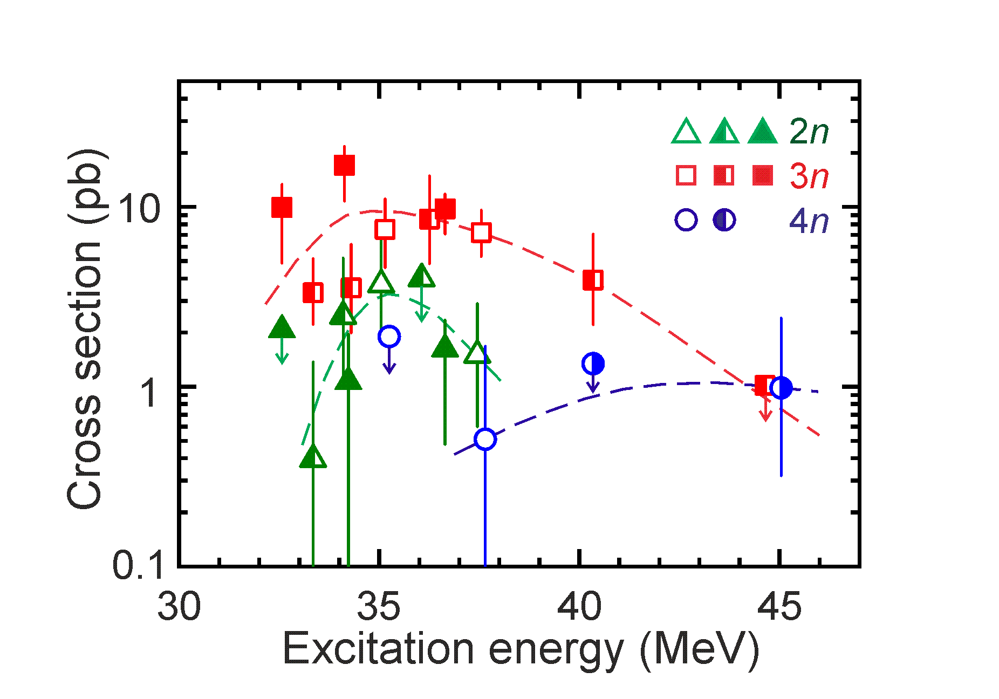 Cross section (pb)
10
1
0.1
2n
3n
4n
30 35 40 45
Excitation energy (MeV)